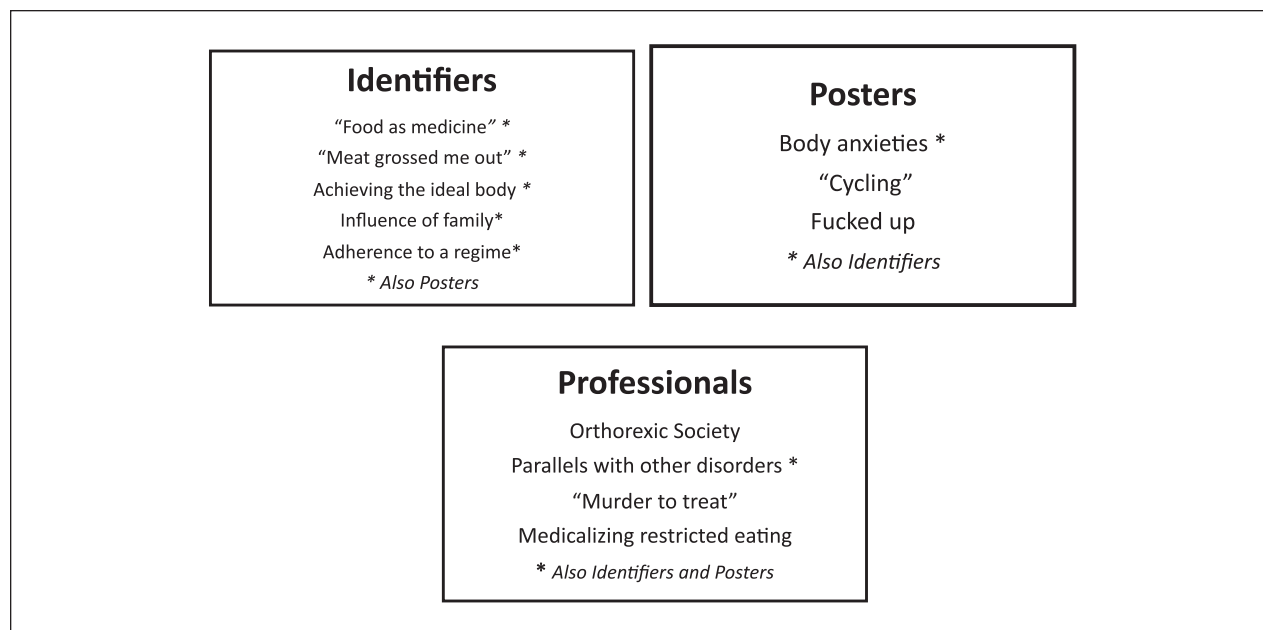 Identifiers
“Food as medicine” *
“Meat grossed me out” *
Achieving the ideal body *
Influence of family*
Adherence to a regime*
* Also Posters
Posters
Body anxieties *
“Cycling”
Fucked up
* Also Identifiers
Professionals
Orthorexic Society
Parallels with other disorders *
“Murder to treat”
Medicalizing restricted eating
* Also Identifiers and Posters